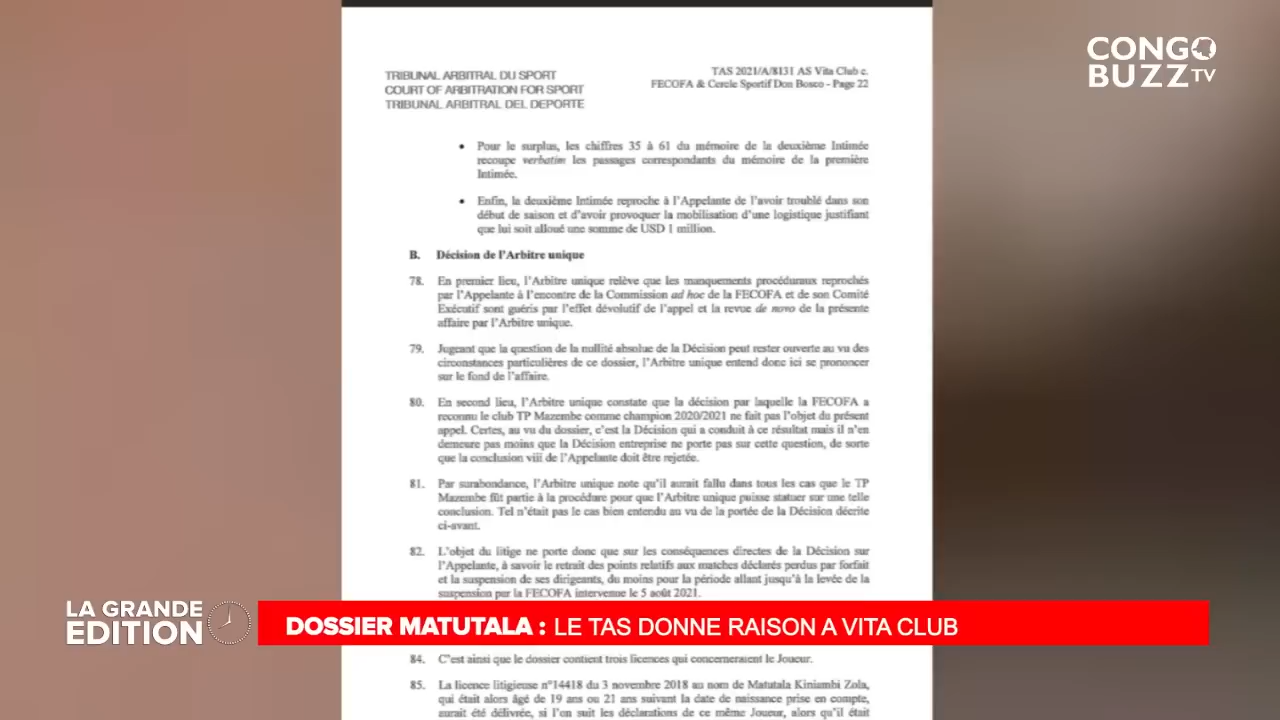 CONGO
BUZZ TV
TRIBUNAL ARBITRAL DU SPORT
COURT OF ARBITRATION FOR SPORT
TRIBUNAL ARBITRAL DEL DEPORTE
TAS 2021/A/8131 AS Vita Club c.
FECOFA & Cercle Sportif Don Bosco - Page 22
• Pour le surplus, les chiffres 35 à 61 du mémoire de la deuxième Intimée
recoupe verbatim les passages correspondants du mémoire de la première
Intimée.
• Enfin, la deuxième Intimée reproche à l'Appelante de l'avoir troublé dans son
début de saison et d'avoir provoquer la mobilisation d'une logistique justifiant
que lui soit alloué une somme de USD 1 million.
B. Décision de l'Arbitre unique
78. En premier lieu, l'Arbitre unique relève que les manquements procéduraux reprochés
par l'Appelante à l'encontre de la Commission ad hoc de la FECOFA et de son Comité
Exécutif sont guéris par l'effet dévolutif de l'appel et la revue de novo de la présente
affaire par l'Arbitre unique.
79. Jugeant que la question de la nullité absolue de la Décision peut rester ouverte au vu des
circonstances particulières de ce dossier, l'Arbitre unique entend donc ici se prononcer
sur le fond de l'affaire.
80. En second lieu, l'Arbitre unique constate que la décision par laquelle la FECOFA a
reconnu le club TP Mazembe comme champion 2020/2021 ne fait pas l'objet du présent
appel. Certes, au vu du dossier, c'est la Décision qui a conduit à ce résultat mais il n'en
demeure pas moins que la Décision entreprise ne porte pas sur cette question, de sorte
que la conclusion viii de l'Appelante doit être rejetée.
81. Par surabondance, l'Arbitre unique note qu'il aurait fallu dans tous les cas que le TP
Mazembe fût partie à la procédure pour que l'Arbitre unique puisse statuer sur une telle
conclusion. Tel n'était pas le cas bien entendu au vu de la portée de la Décision décrite
ci-avant.
82. L'objet du litige ne porte donc que sur les conséquences directes de la Décision sur
l'Appelante, à savoir le retrait des points relatifs aux matches déclarés perdus par forfait
et la suspension de ses dirigeants, du moins pour la période allant jusqu'à la levée de la
suspension par la FECOFA intervenue le 5 août 2021.
LA GRANDE
EDITION
DOSSIER MATUTALA : LE TAS DONNE RAISON A VITA CLUB
84. C'est ainsi que le dossier contient trois licences qui concerneraient le Joueur.
85. La licence litigieuse n°14418 du 3 novembre 2018 au nom de Matutala Kiniambi Zola,
qui était alors âgé de 19 ans ou 21 ans suivant la date de naissance prise en compte,
aurait été délivrée, si l'on suit les déclarations de ce même Joueur, alors qu'il était